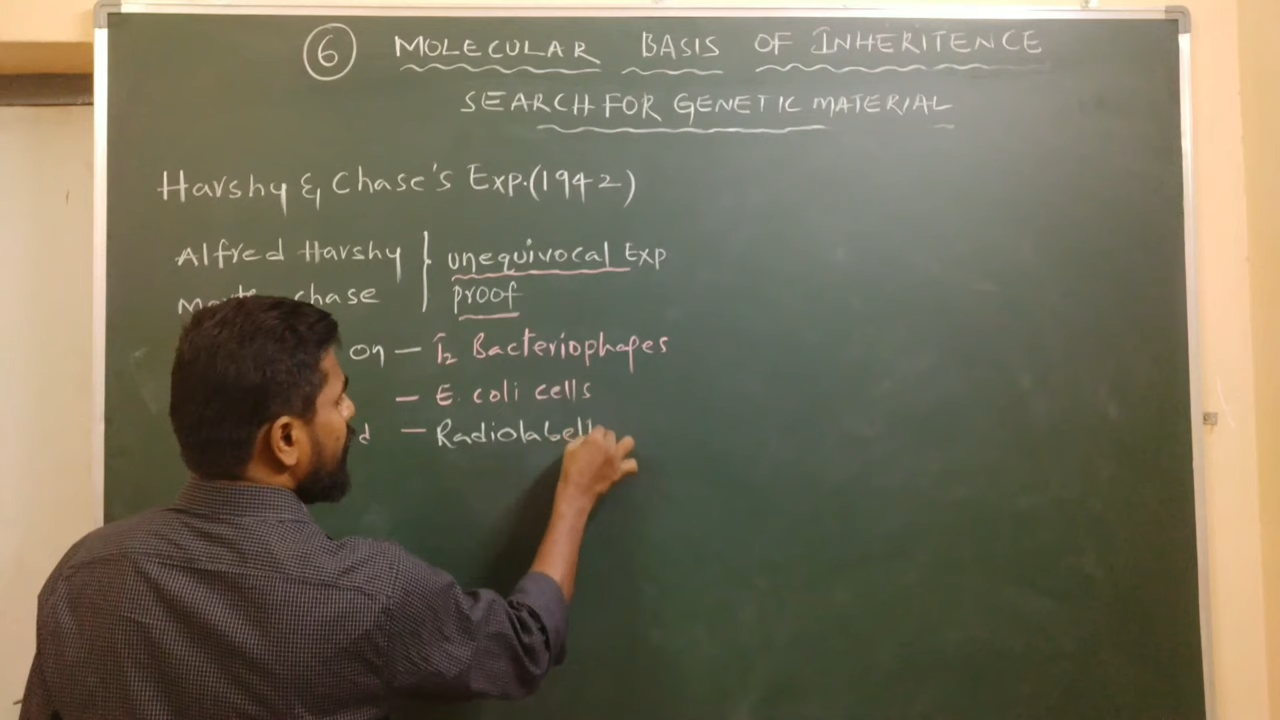 6 MOLECULAR BASIS OF INHERITENCE
SEARCH FOR GENETIC MATERIAL
Harshy & Chase's Exp.(1942)
Alfred Harshy } unequivocal Exp
chase proof
on — T2 Bacteriophages
— E. coli cells
— Radiolabell